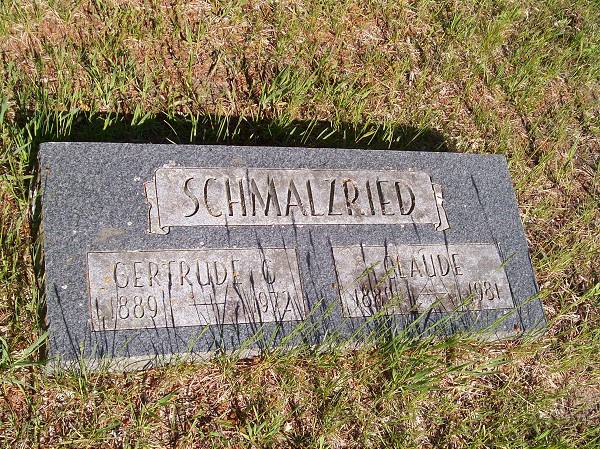 SCHMALZRIED
GERTRUDE G
1889 1972
CLAUDE
1981